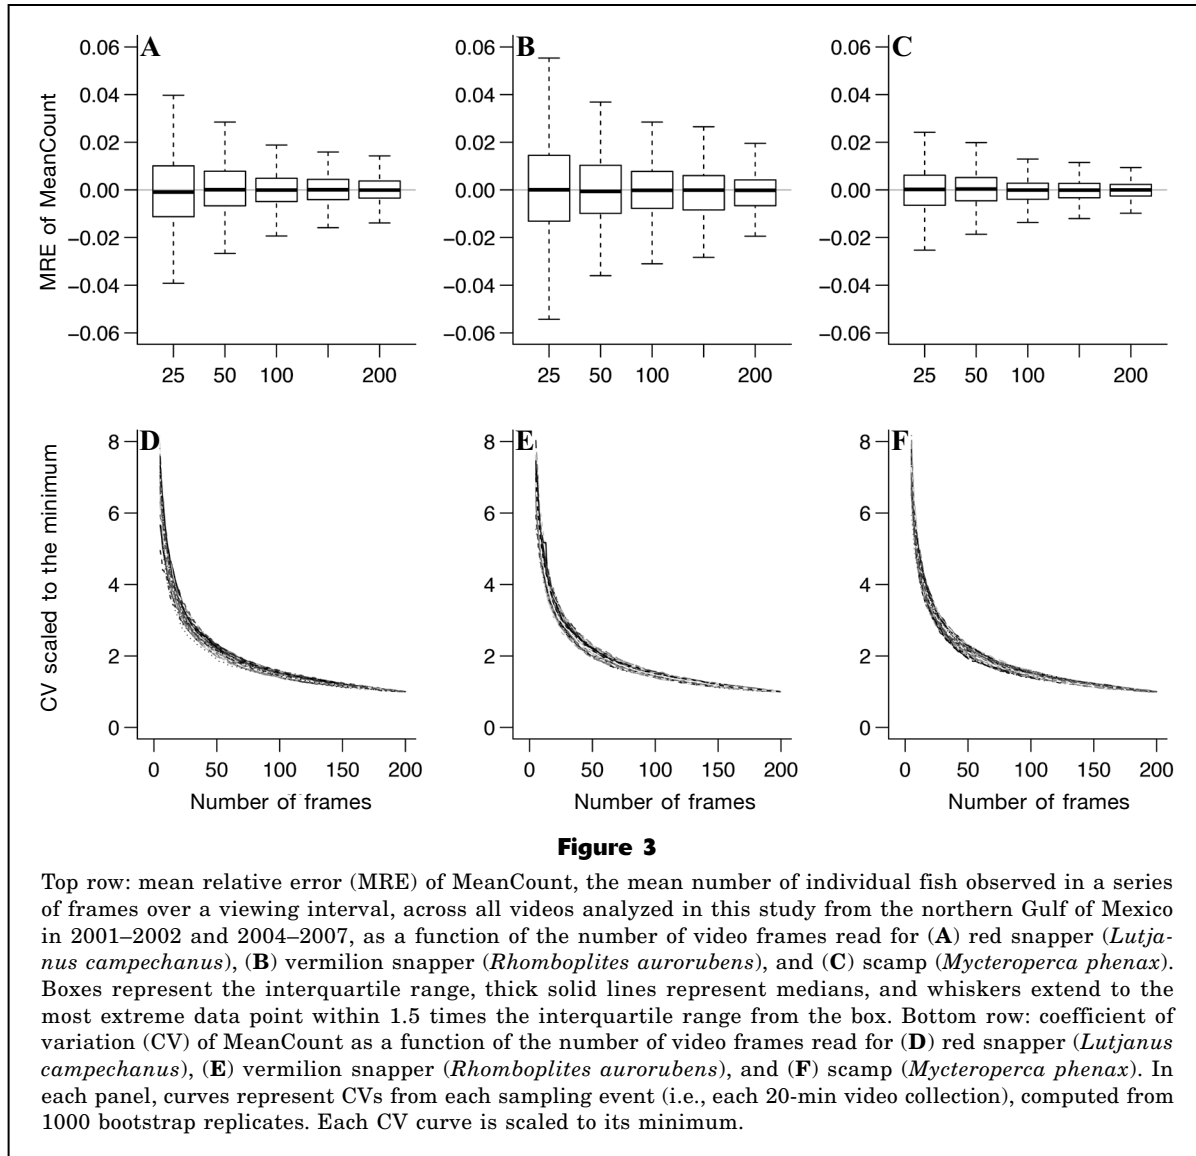 A
B
C
0.06
0.04
0.02
0.00
−0.02
−0.04
−0.06
MRE of MeanCount
25 50 100 200
0.06
0.04
0.02
0.00
−0.02
−0.04
−0.06
25 50 100 200
0.06
0.04
0.02
0.00
−0.02
−0.04
−0.06
25 50 100 200
D
E
F
8
6
4
2
0
CV scaled to the minimum
0 50 100 150 200
Number of frames
8
6
4
2
0
0 50 100 150 200
Number of frames
8
6
4
2
0
0 50 100 150 200
Number of frames
Figure 3
Top row: mean relative error (MRE) of MeanCount, the mean number of individual fish observed in a series
of frames over a viewing interval, across all videos analyzed in this study from the northern Gulf of Mexico
in 2001–2002 and 2004–2007, as a function of the number of video frames read for (A) red snapper (Lutja-
nus campechanus), (B) vermilion snapper (Rhomboplites aurorubens), and (C) scamp (Mycteroperca phenax).
Boxes represent the interquartile range, thick solid lines represent medians, and whiskers extend to the
most extreme data point within 1.5 times the interquartile range from the box. Bottom row: coefficient of
variation (CV) of MeanCount as a function of the number of video frames read for (D) red snapper (Lutjanus
campechanus), (E) vermilion snapper (Rhomboplites aurorubens), and (F) scamp (Mycteroperca phenax). In
each panel, curves represent CVs from each sampling event (i.e., each 20-min video collection), computed from
1000 bootstrap replicates. Each CV curve is scaled to its minimum.